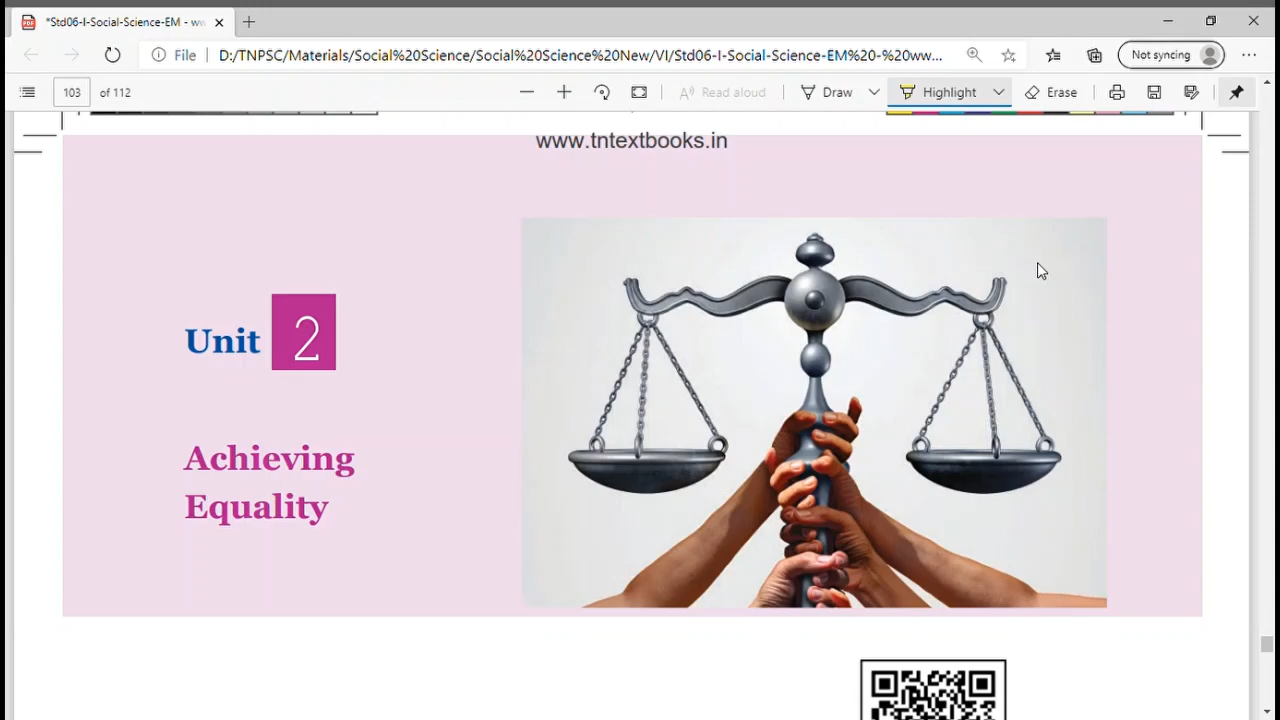 *Std06-I-Social-Science-EM - ww
File
D:/TNPSC/Materials/Social%20Science/Social%20Science%20New/VI/Std06-I-Social-Science-EM%20-%20ww...
Not syncing
103 of 112
Read aloud
Draw
Highlight
Erase
www.tntextbooks.in
Unit 2
Achieving
Equality